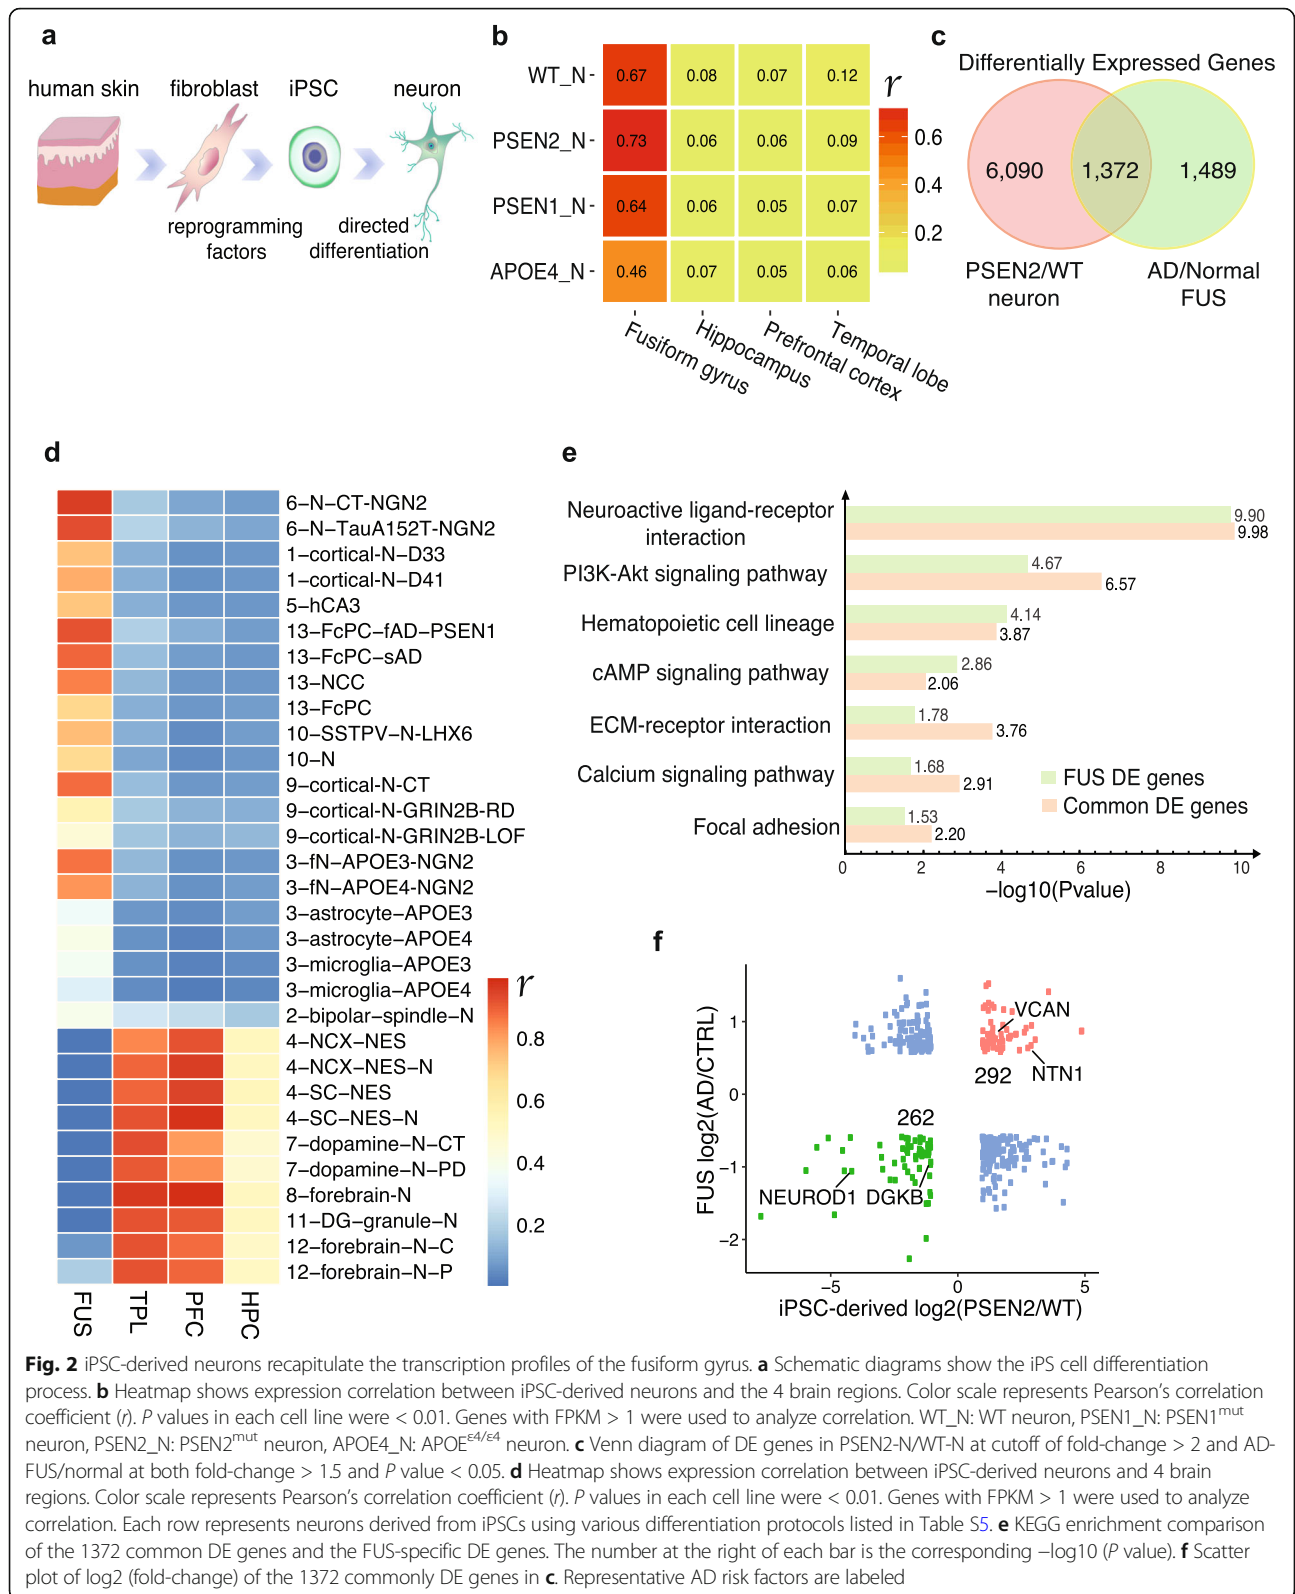 a
human skin
fibroblast
iPSC
neuron
reprogramming
factors
directed
differentiation
b
WT_N
0.67 0.08 0.07 0.12
PSEN2_N
0.73 0.06 0.06 0.09
PSEN1_N
0.64 0.06 0.05 0.07
APOE4_N
0.46 0.07 0.05 0.06
Fusiform gyrus
Hippocampus
Prefrontal cortex
Temporal lobe
r
0.6
0.4
0.2
c
Differentially Expressed Genes
6,090 1,372 1,489
PSEN2/WT
neuron
AD/Normal
FUS
d
6−N−CT-NGN2
6−N−TauA152T-NGN2
1−cortical-N−D33
1−cortical-N−D41
5−hCA3
13−FcPC−fAD−PSEN1
13−FcPC−sAD
13−NCC
13−FcPC
10−SSTPV−N-LHX6
10−N
9−cortical-N-CT
9−cortical-N-GRIN2B-RD
9−cortical-N-GRIN2B-LOF
3−fN−APOE3-NGN2
3−fN−APOE4-NGN2
3−astrocyte−APOE3
3−astrocyte−APOE4
3−microglia−APOE3
3−microglia−APOE4
2−bipolar−spindle−N
4−NCX−NES
4−NCX−NES−N
4−SC−NES
4−SC−NES−N
7−dopamine−N−CT
7−dopamine−N−PD
8−forebrain-N
11−DG−granule−N
12−forebrain−N−C
12−forebrain−N−P
FUS
TPL
PFC
HPC
r
0.8
0.6
0.4
0.2
e
Neuroactive ligand-receptor
interaction
9.90
9.98
PI3K-Akt signaling pathway
4.67
6.57
Hematopoietic cell lineage
4.14
3.87
cAMP signaling pathway
2.86
2.06
ECM-receptor interaction
1.78
3.76
Calcium signaling pathway
1.68
2.91
Focal adhesion
1.53
2.20
FUS DE genes
Common DE genes
0 2 4 6 8 10
−log10(Pvalue)
f
FUS log2(AD/CTRL)
1
0
−1
−2
VCAN
NTN1
292
262
NEUROD1
DGKB
−5 0 5
iPSC-derived log2(PSEN2/WT)
Fig. 2 iPSC-derived neurons recapitulate the transcription profiles of the fusiform gyrus. a Schematic diagrams show the iPS cell differentiation
process. b Heatmap shows expression correlation between iPSC-derived neurons and the 4 brain regions. Color scale represents Pearson's correlation
coefficient (r). P values in each cell line were < 0.01. Genes with FPKM > 1 were used to analyze correlation. WT_N: WT neuron, PSEN1_N: PSEN1mut
neuron, PSEN2_N: PSEN2mut neuron, APOE4_N: APOEε4/ε4 neuron. c Venn diagram of DE genes in PSEN2-N/WT-N at cutoff of fold-change > 2 and AD-
FUS/normal at both fold-change > 1.5 and P value < 0.05. d Heatmap shows expression correlation between iPSC-derived neurons and 4 brain
regions. Color scale represents Pearson's correlation coefficient (r). P values in each cell line were < 0.01. Genes with FPKM > 1 were used to analyze
correlation. Each row represents neurons derived from iPSCs using various differentiation protocols listed in Table S5. e KEGG enrichment comparison
of the 1372 common DE genes and the FUS-specific DE genes. The number at the right of each bar is the corresponding −log10 (P value). f Scatter
plot of log2 (fold-change) of the 1372 commonly DE genes in c. Representative AD risk factors are labeled